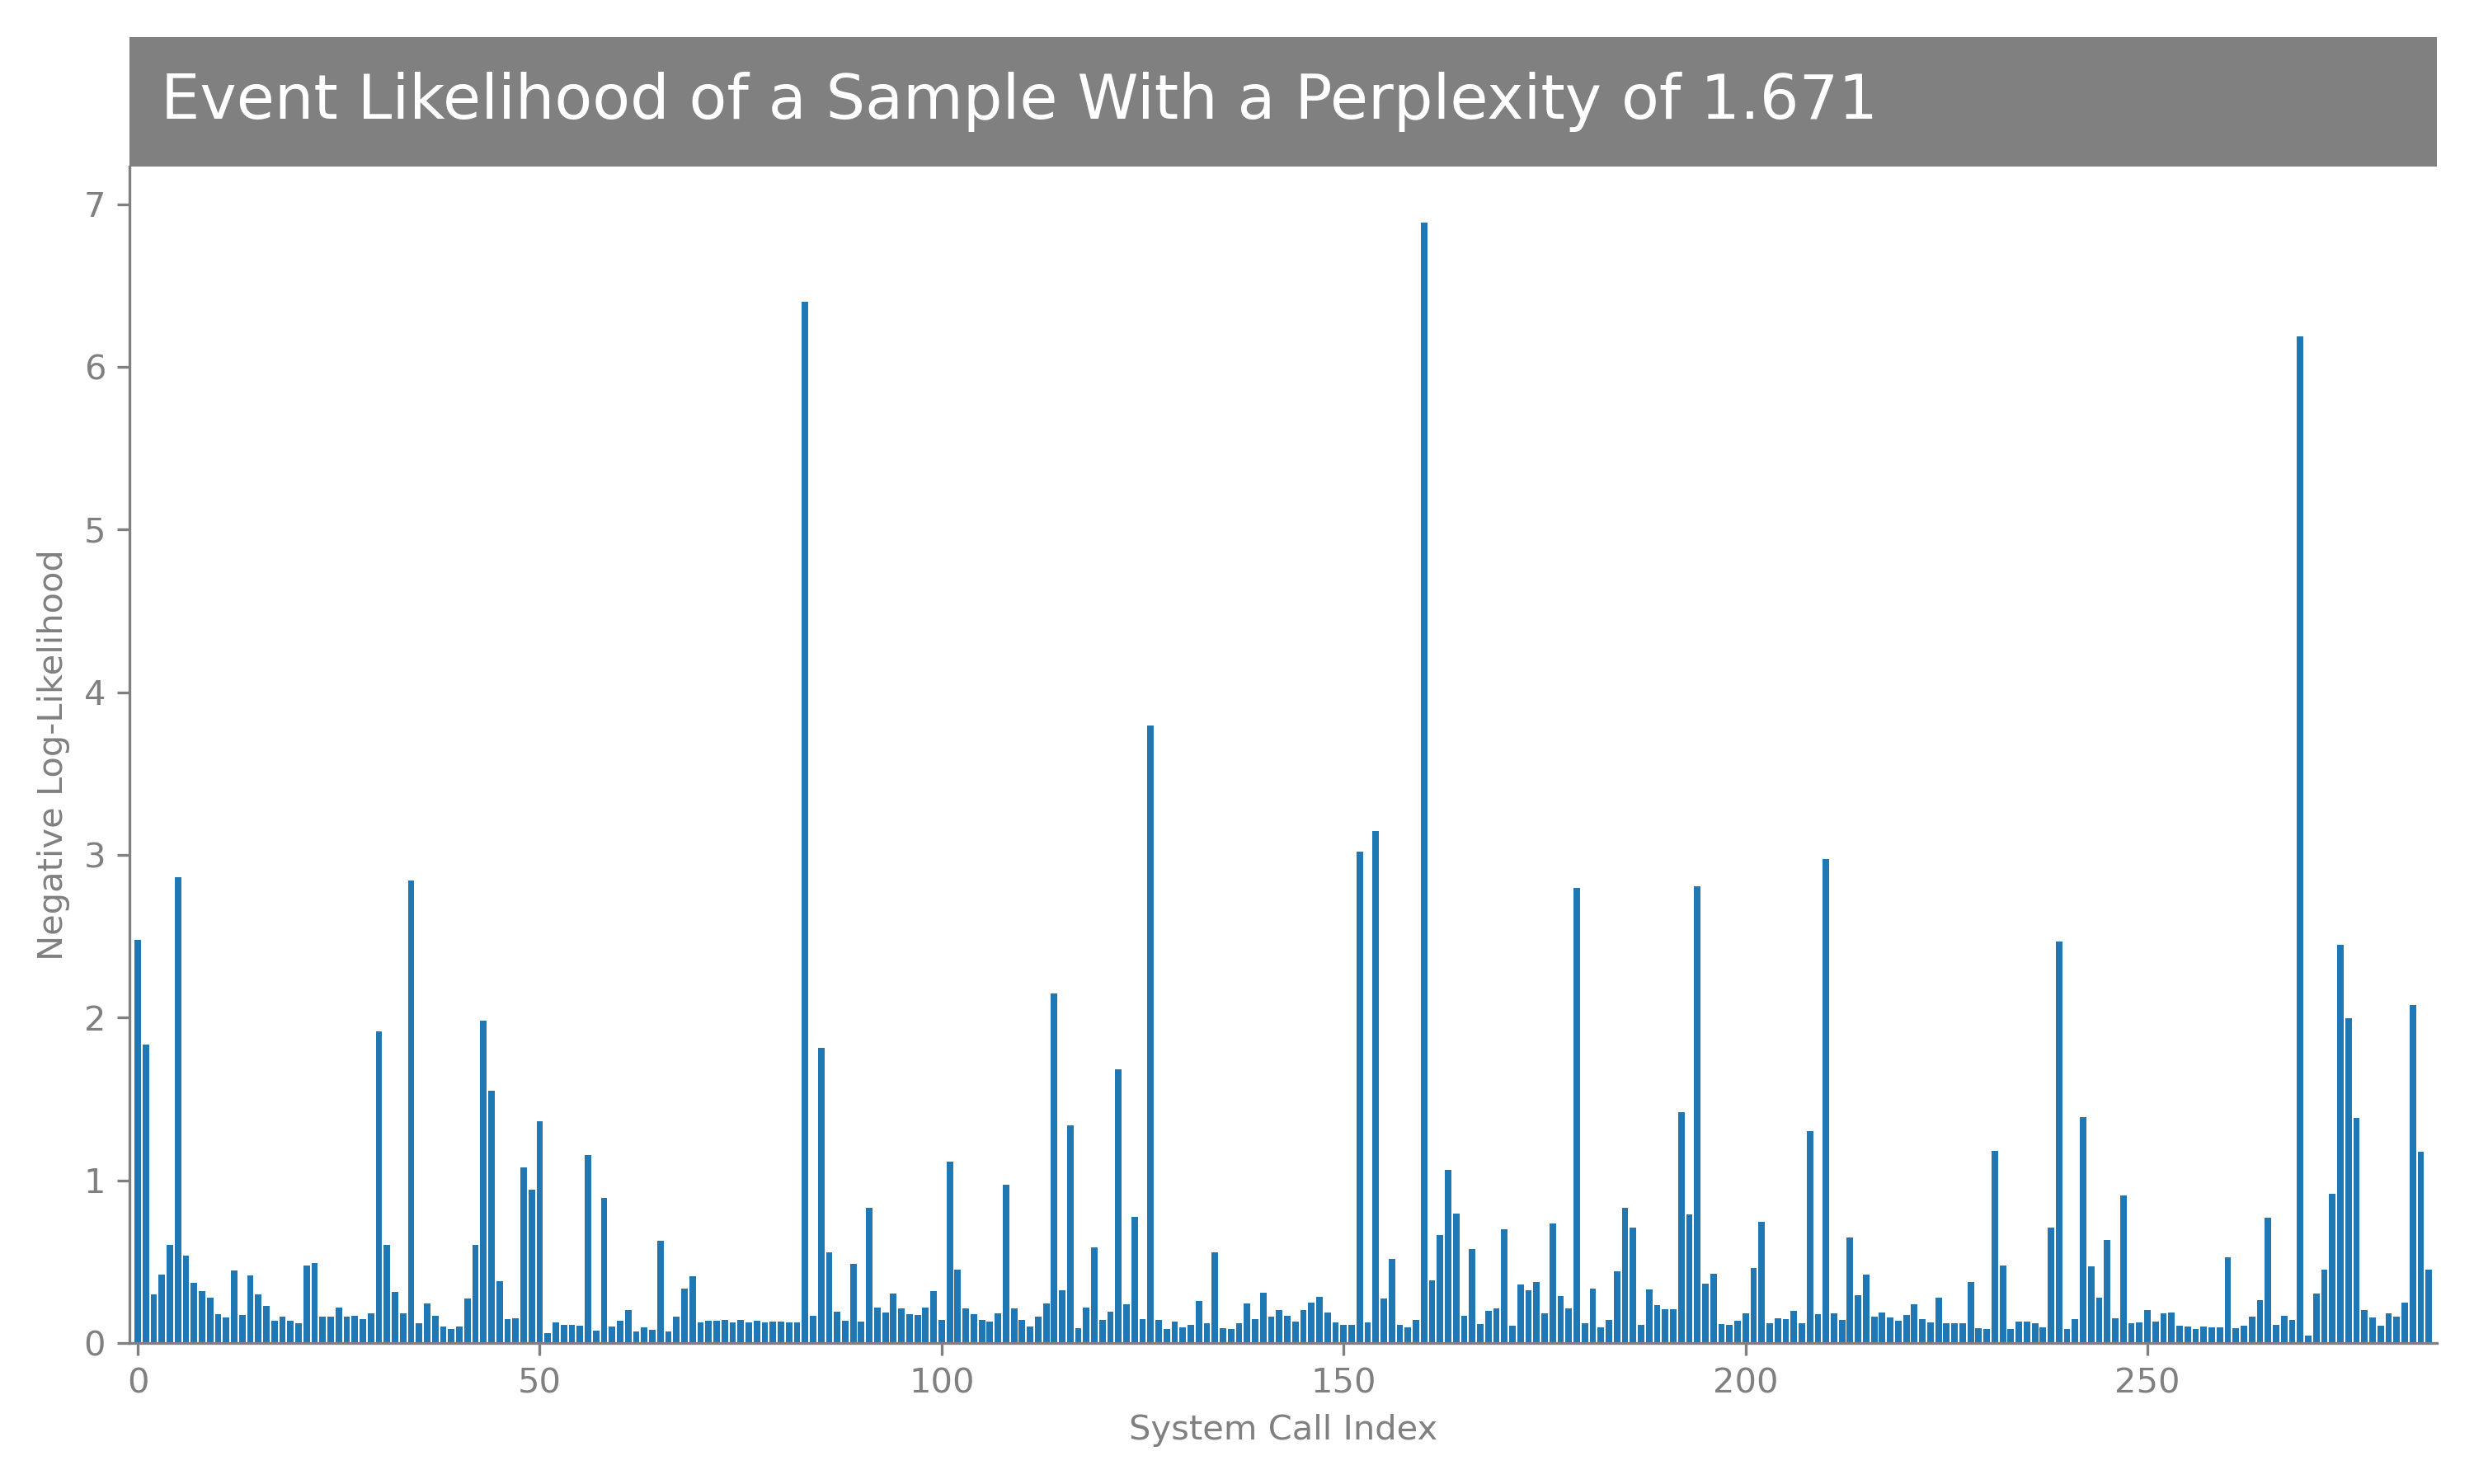 Event Likelihood of a Sample With a Perplexity of 1.671
7
6
5
4
3
2
1
0
Negative Log-Likelihood
0 50 100 150 200 250
System Call Index